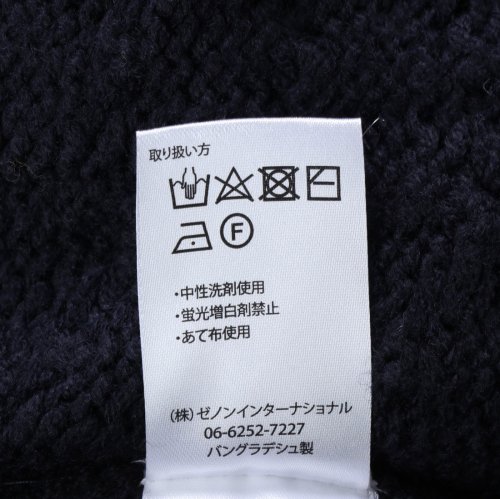 取り扱い方
F
・中性洗剤使用
・蛍光増白剤禁止
・あて布使用
（株）ゼノンインターナショナル
06-6252-7227
バングラデシュ製